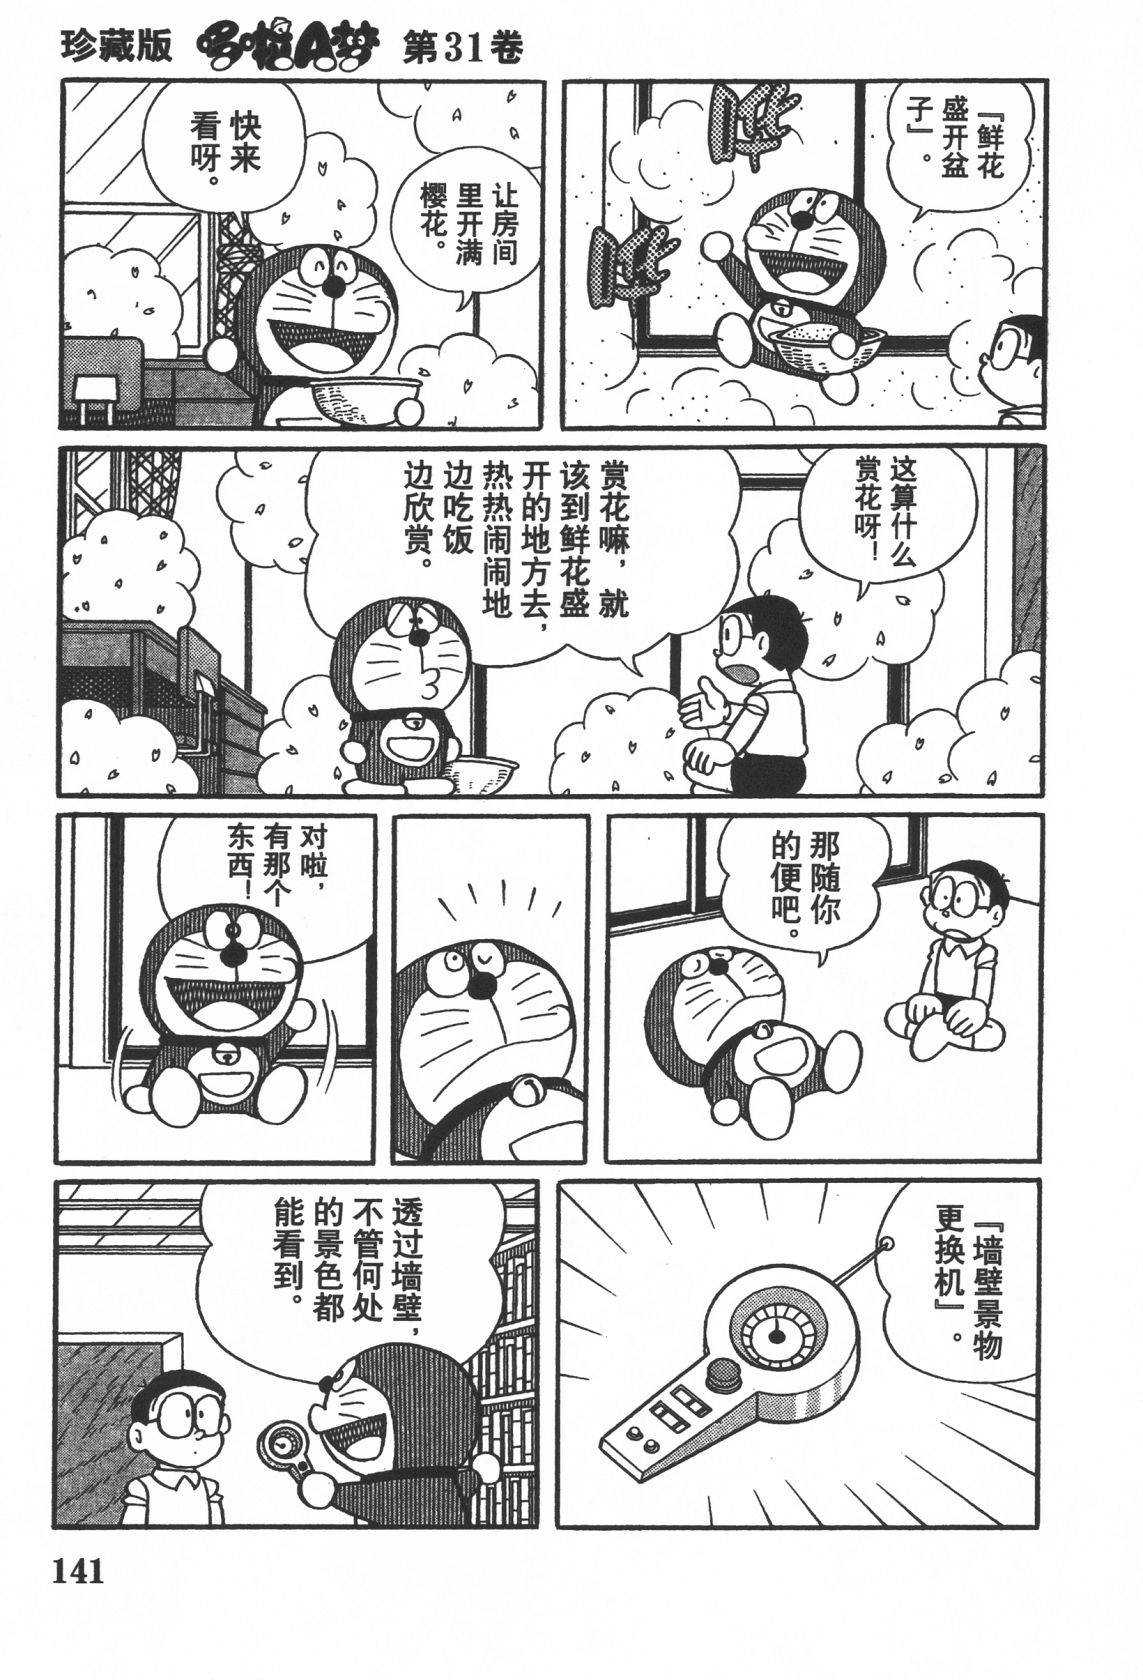 珍藏版 哆啦A梦 第31卷
『鲜花
盛开盆
子』。
让房间
里开满
樱花。
快来
看呀。
这算什么
赏花呀！
赏花嘛，就
该到鲜花盛
开的地方去，
热热闹闹地
边吃饭
边欣赏。
那随你
的便吧。
对啦，
有那个
东西！
『墙壁景物
更换机』。
透过墙壁，
不管何处
的景色都
能看到。
141